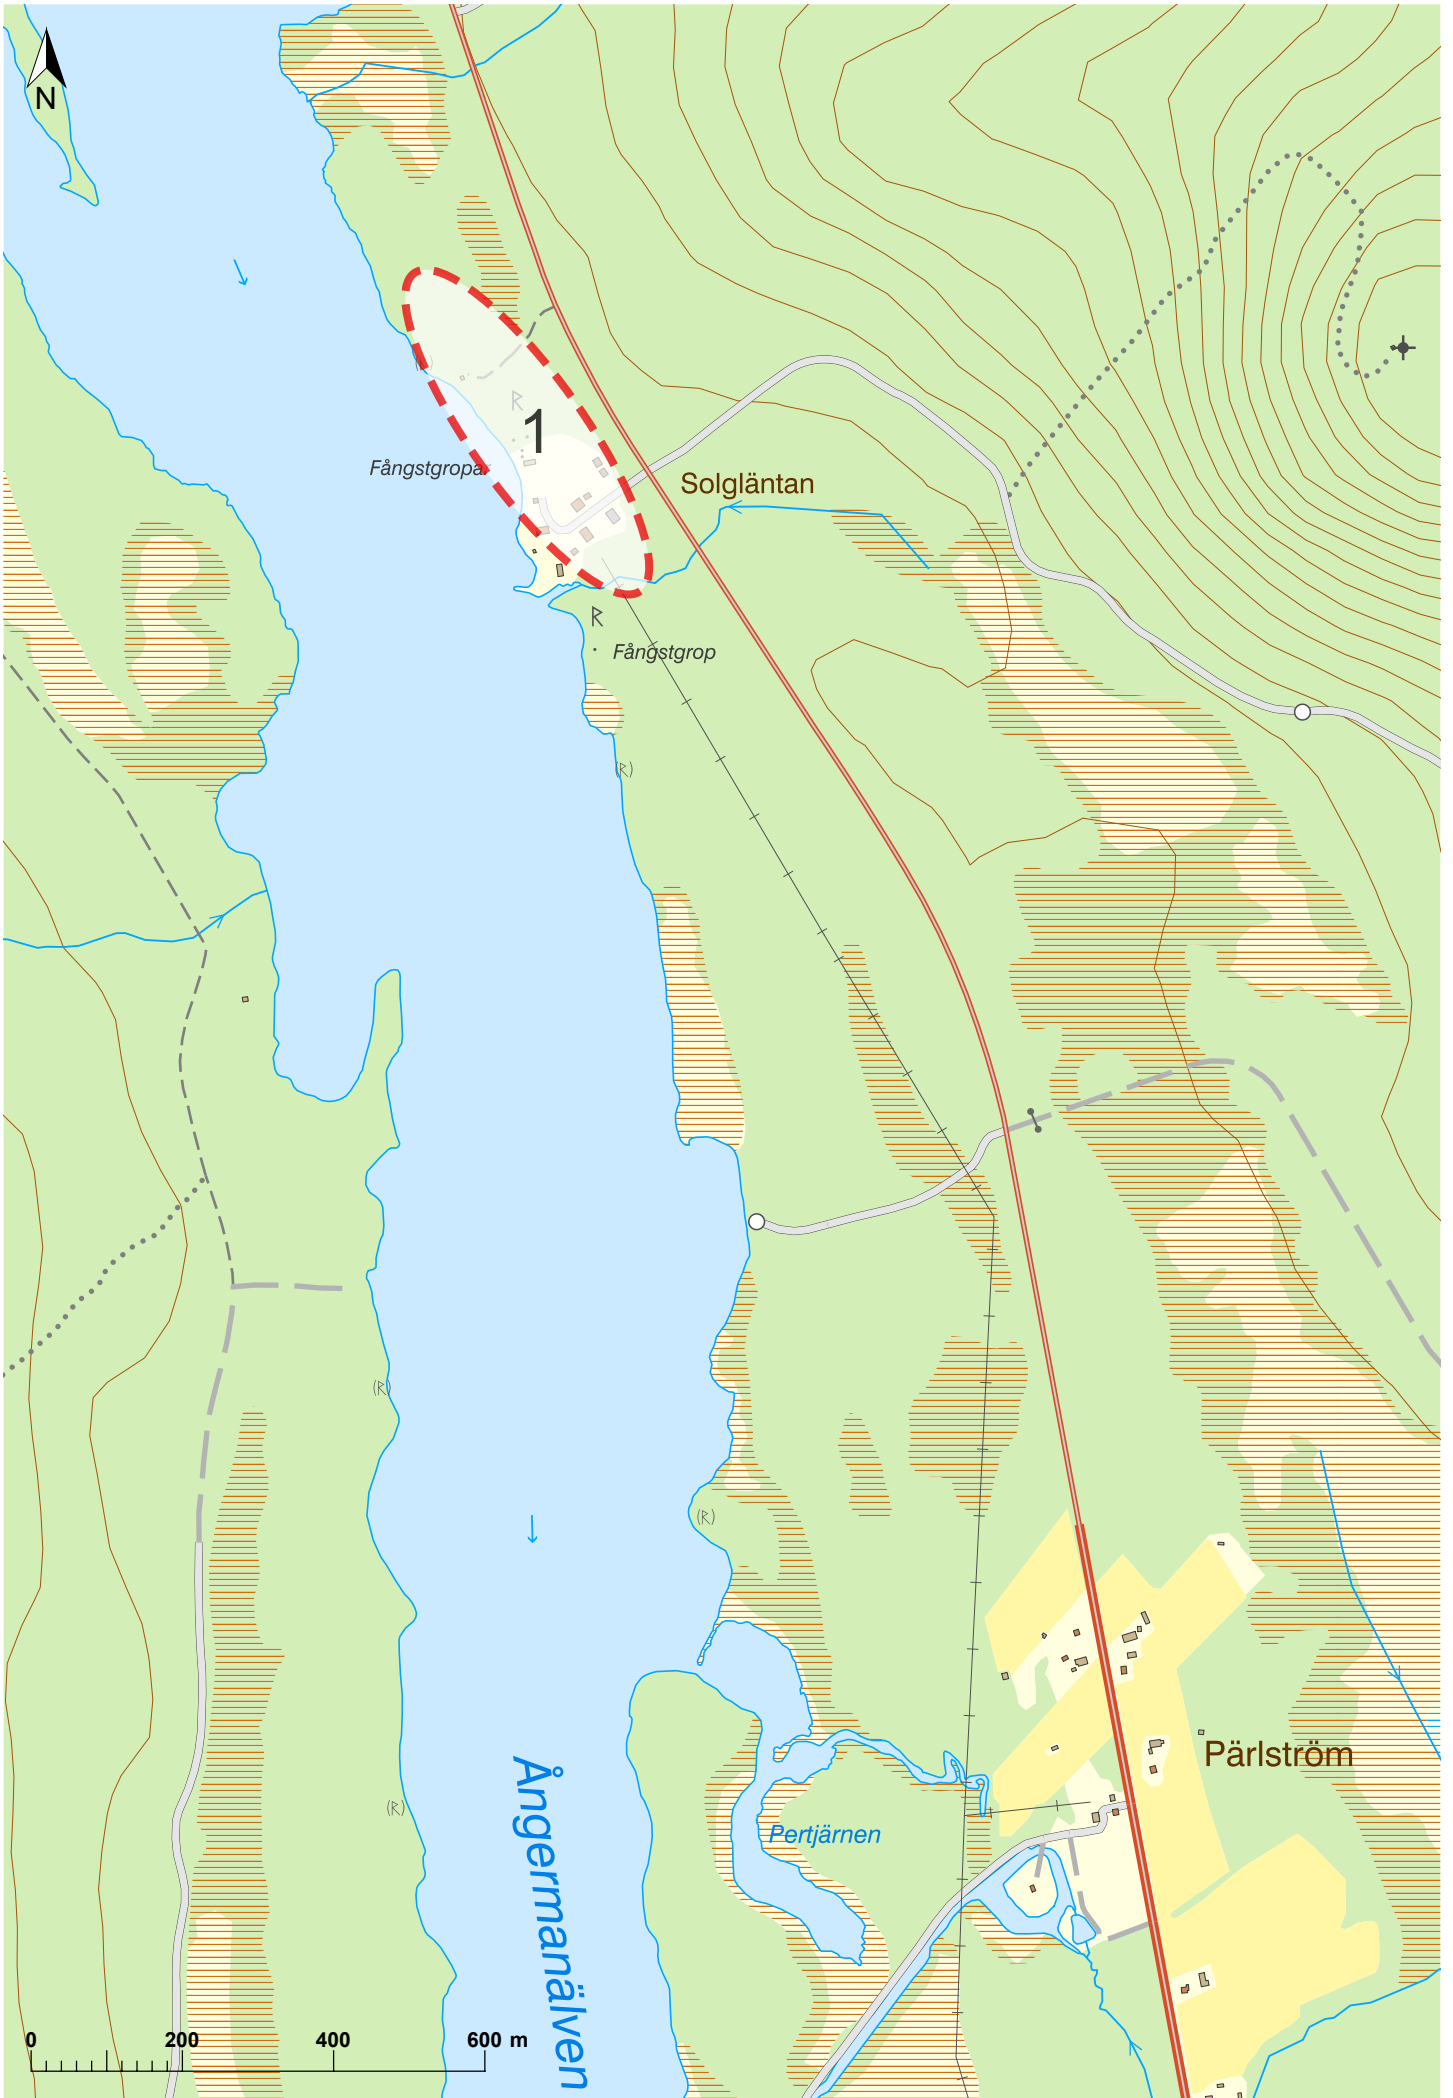 N
1
Fångstgropar
Solgläntan
R
R
Fångstgrop
(R)
(R)
(R)
Pärlström
Ångermanälven
(R)
Pertjärnen
0 200 400 600 m